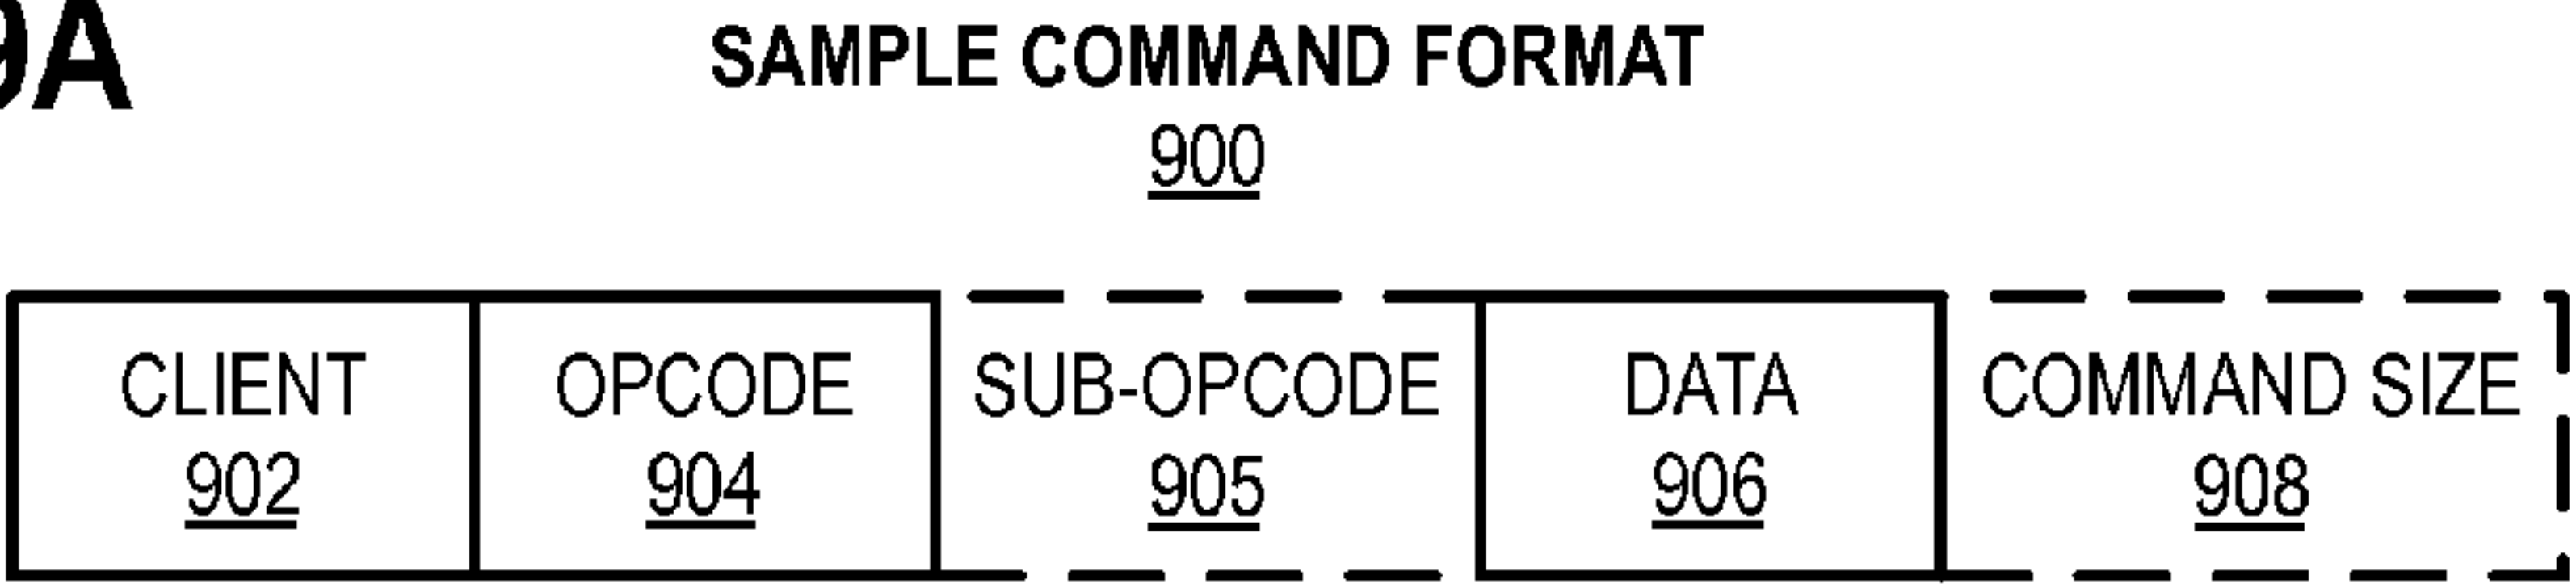 9A
SAMPLE COMMAND FORMAT
900
CLIENT OPCODE SUB-OPCODE DATA COMMAND SIZE
902 904 905 906 908